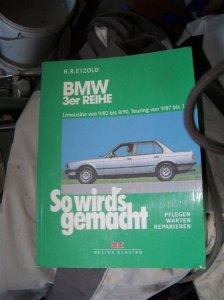 H.R. ETZOLD
BMW
3er REIHE
Limousine von 9/82 bis 8/90, Touring von 9/87 bis
So wird's
gemacht
PFLEGEN
WARTEN
REPARIEREN
DELIUS KLASING